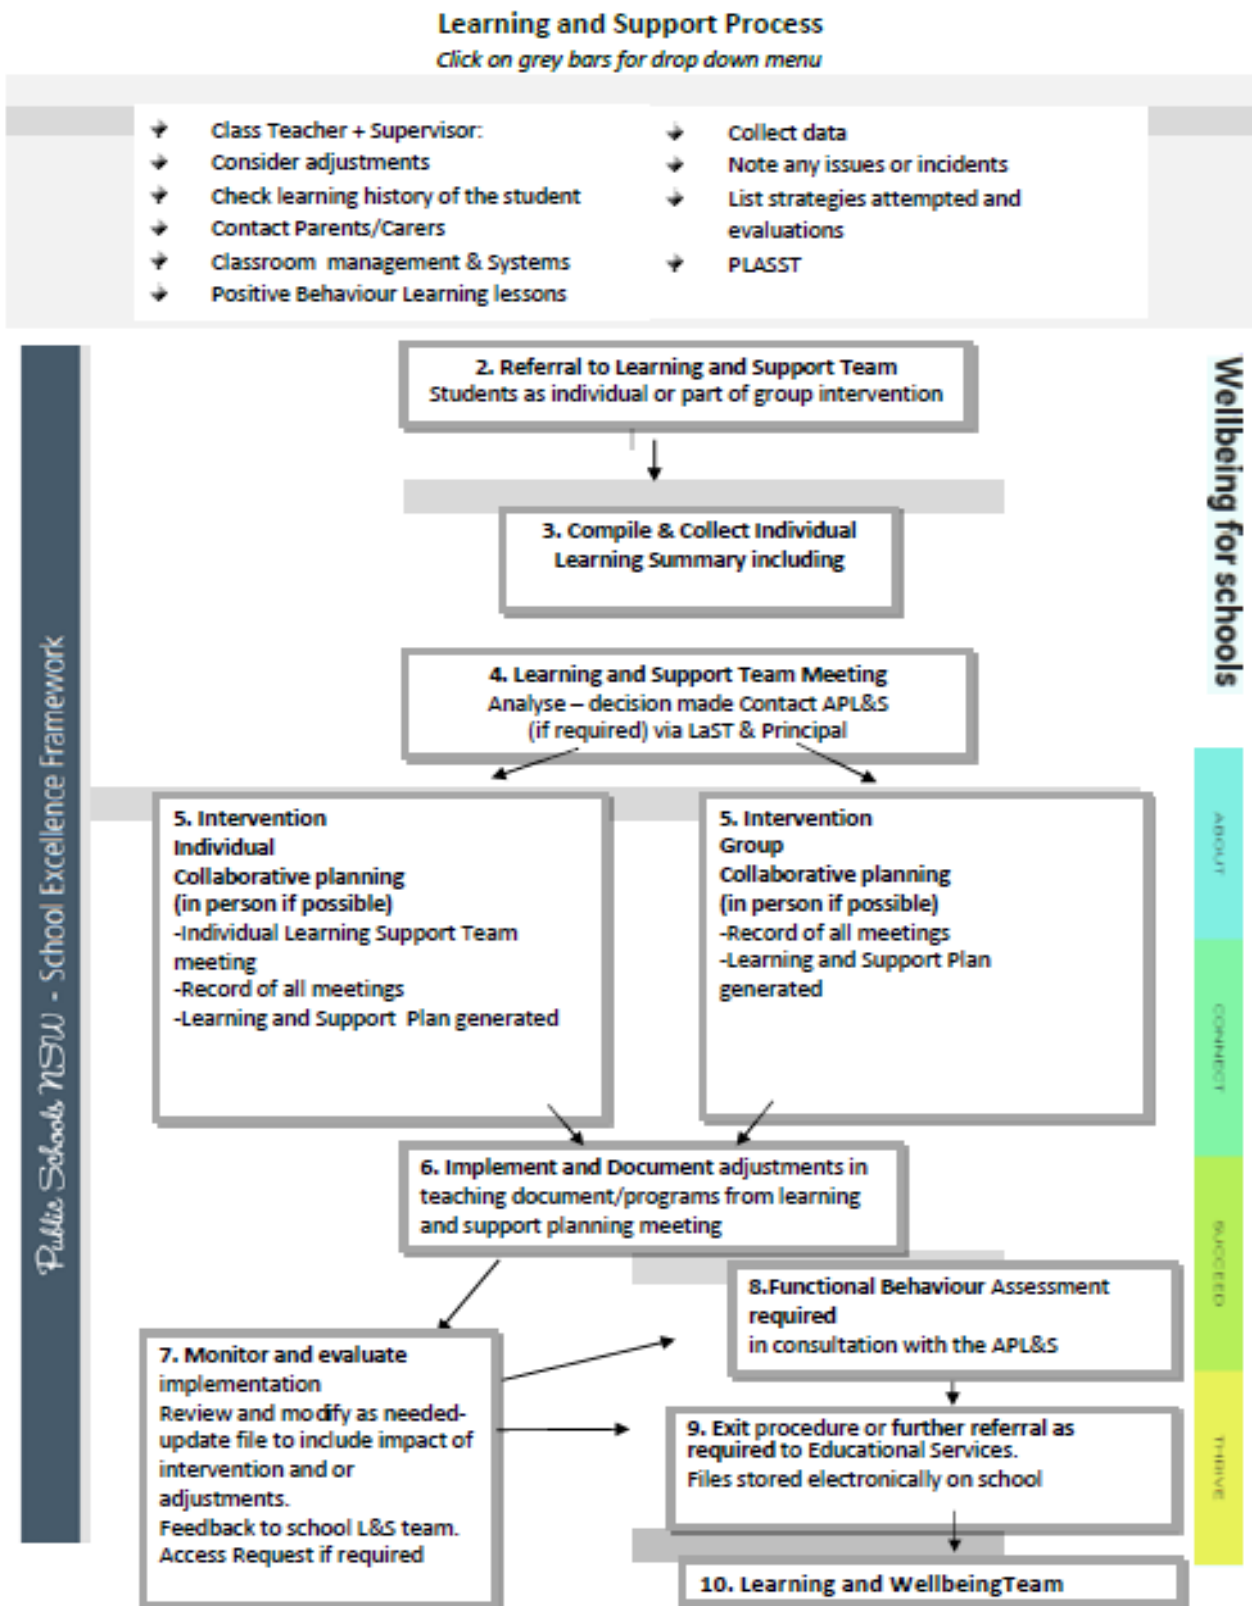 Learning and Support Process
Click on grey bars for drop down menu
Class Teacher + Supervisor:
Consider adjustments
Check learning history of the student
Contact Parents/Carers
Classroom management & Systems
Positive Behaviour Learning lessons
Collect data
Note any issues or incidents
List strategies attempted and
evaluations
PLASST
2. Referral to Learning and Support Team
Students as individual or part of group intervention
3. Compile & Collect Individual
Learning Summary including
4. Learning and Support Team Meeting
Analyse – decision made Contact APL&S
(if required) via LaST & Principal
5. Intervention
Individual
Collaborative planning
(in person if possible)
-Individual Learning Support Team
meeting
-Record of all meetings
-Learning and Support Plan generated
5. Intervention
Group
Collaborative planning
(in person if possible)
-Record of all meetings
-Learning and Support Plan
generated
6. Implement and Document adjustments in
teaching document/programs from learning
and support planning meeting
7. Monitor and evaluate
implementation
Review and modify as needed-
update file to include impact of
intervention and or
adjustments.
Feedback to school L&S team.
Access Request if required
8.Functional Behaviour Assessment
required
in consultation with the APL&S
9. Exit procedure or further referral as
required to Educational Services.
Files stored electronically on school
10. Learning and WellbeingTeam
Public Schools NSW - School Excellence Framework
Wellbeing for schools
ABOUT
CONNECT
SUCCEED
THRIVE